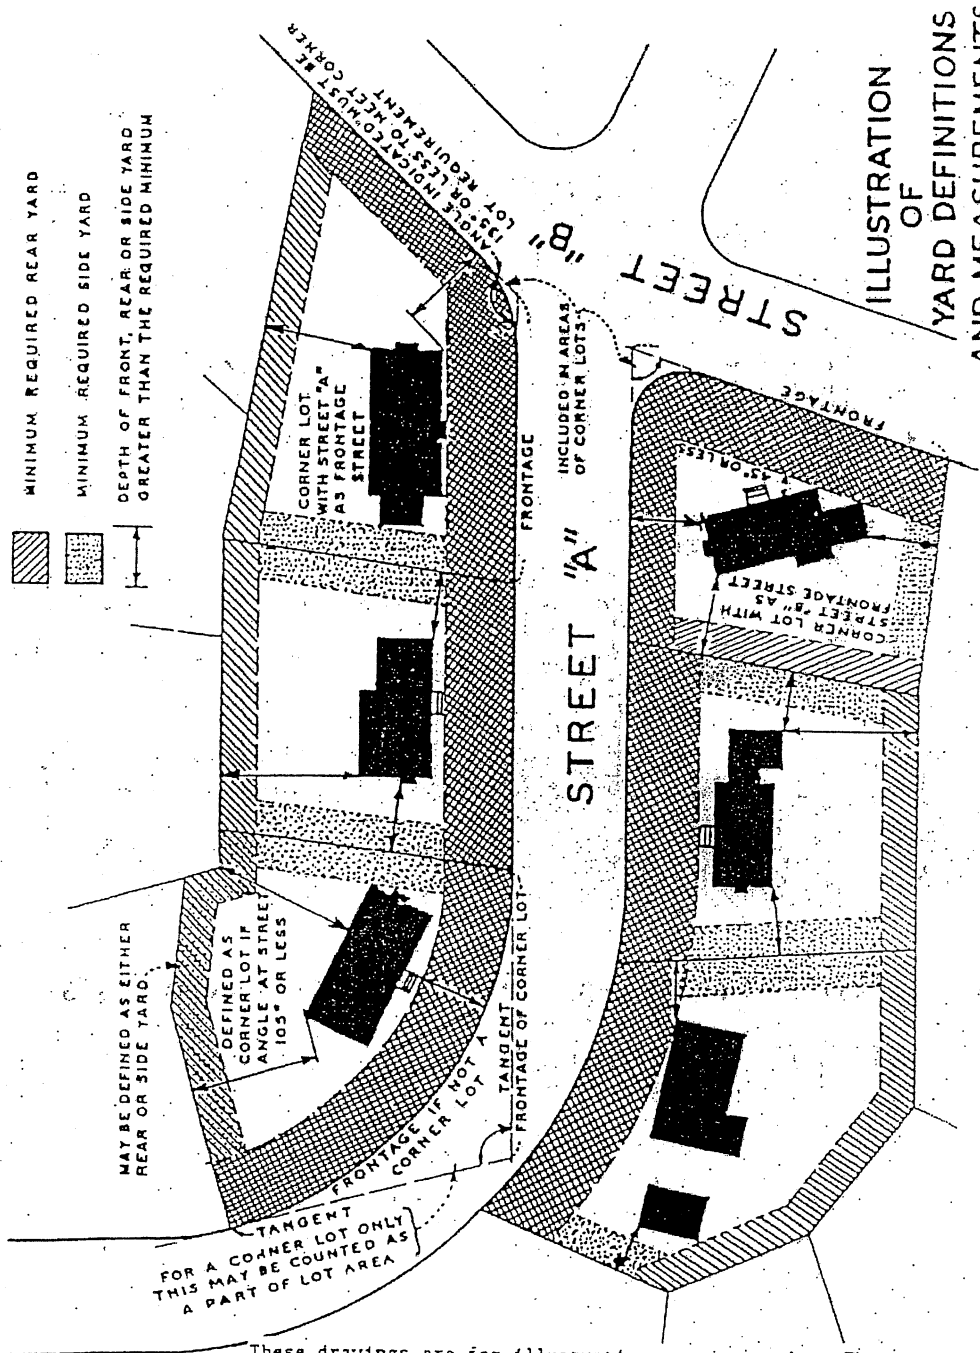 ILLUSTRATION
OF
YARD DEFINITIONS
AND MEASUREMENTS
MINIMUM REQUIRED REAR YARD
MINIMUM REQUIRED SIDE YARD
DEPTH OF FRONT, REAR OR SIDE YARD
GREATER THAN THE REQUIRED MINIMUM
ANGLE INDICATED MUST BE
135° OR LESS TO MEET CORNER
LOT REQUIREMENT
STREET "B"
CORNER LOT
WITH STREET "A"
AS FRONTAGE
STREET
FRONTAGE
INCLUDED IN AREAS
OF CORNER LOTS
STREET "A"
FRONTAGE
45° OR LESS
CORNER LOT WITH
STREET "B" AS
FRONTAGE STREET
MAY BE DEFINED AS EITHER
REAR OR SIDE YARD
DEFINED AS
CORNER LOT IF
ANGLE AT STREET
105° OR LESS
FRONTAGE IF NOT A
CORNER LOT
TANGENT
FRONTAGE OF CORNER LOT
TANGENT
FOR A CORNER LOT ONLY
THIS MAY BE COUNTED AS
A PART OF LOT AREA
These drawings are for